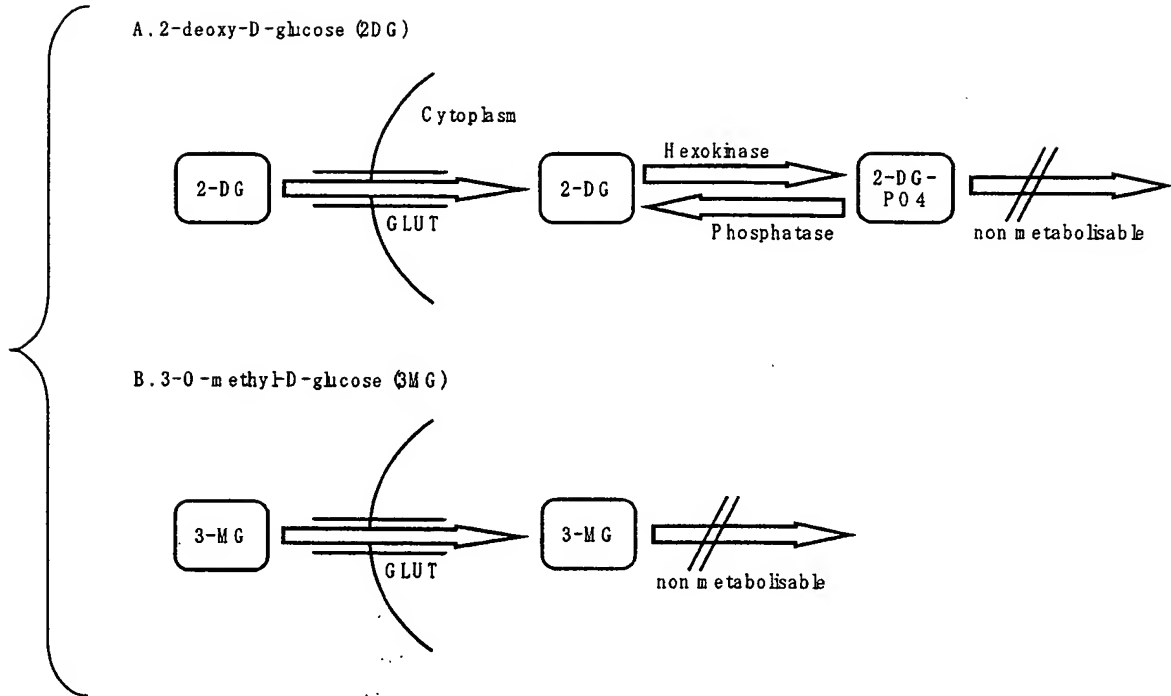 A. 2-deoxy-D-glucose (2DG)
Cytoplasm
2-DG
GLUT
2-DG
Hexokinase
Phosphatase
2-DG-
PO4
non metabolisable
B. 3-O-methyl-D-glucose (3MG)
3-MG
GLUT
3-MG
non metabolisable